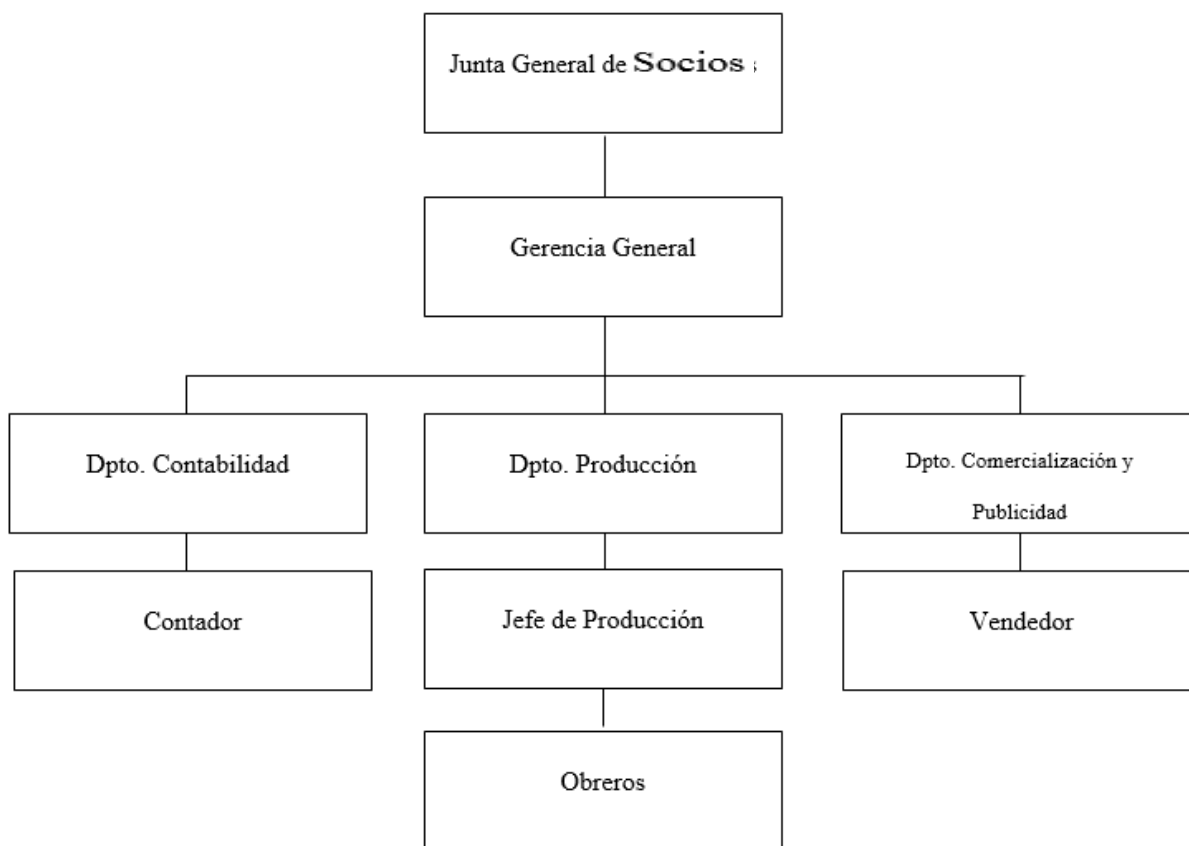 Junta General de Socios s
Gerencia General
Dpto. Contabilidad
Dpto. Producción
Dpto. Comercialización y
Publicidad
Contador
Jefe de Producción
Vendedor
Obreros